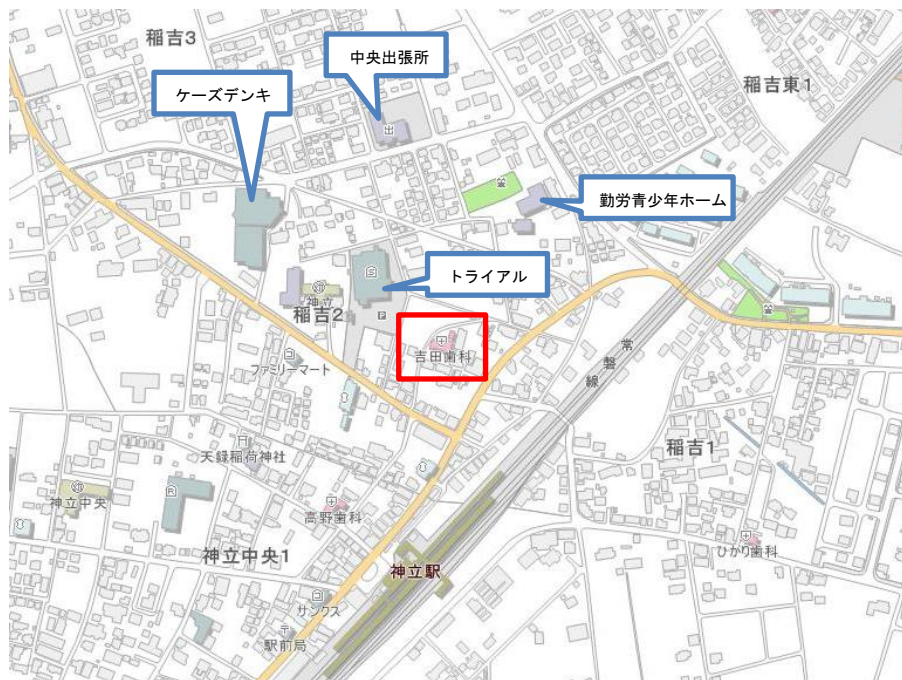 稲吉3
中央出張所
ケーズデンキ
稲吉東1
出
勤労青少年ホーム
トライアル
S
神立
稲吉2
P
吉田歯科
ファミリーマート
常磐線
天録稲荷神社
稲吉1
神立中央
R
高野歯科
ひかり歯科
神立中央1
神立駅
サンクス
駅前局